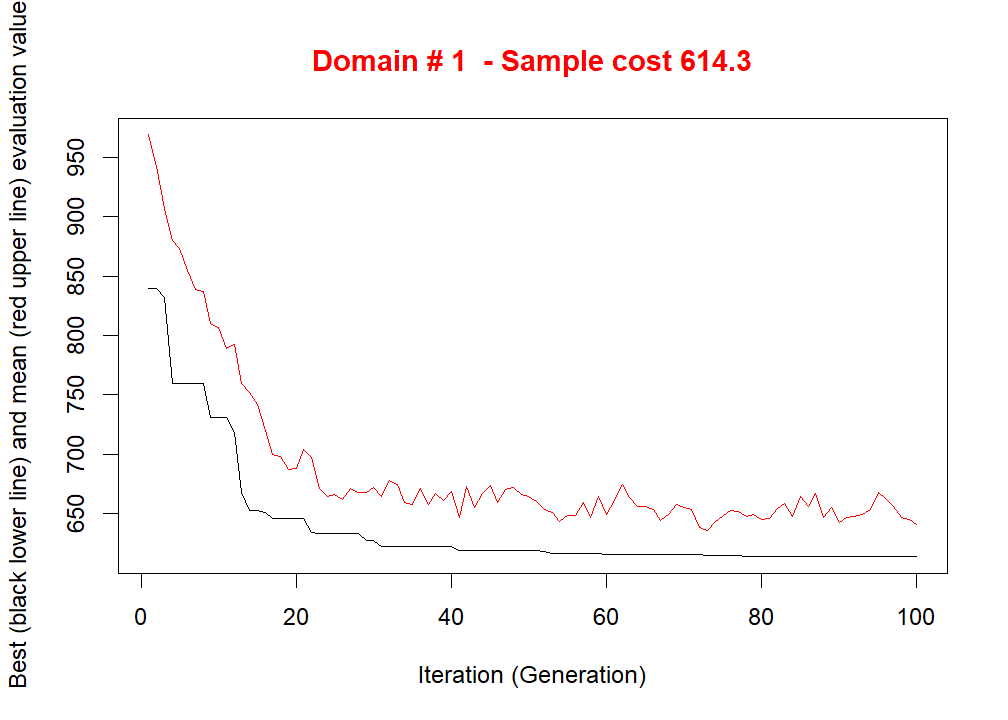 Domain # 1  - Sample cost 614.3
Best (black lower line) and mean (red upper line) evaluation value
950
900
850
800
750
700
650
0 20 40 60 80 100
Iteration (Generation)